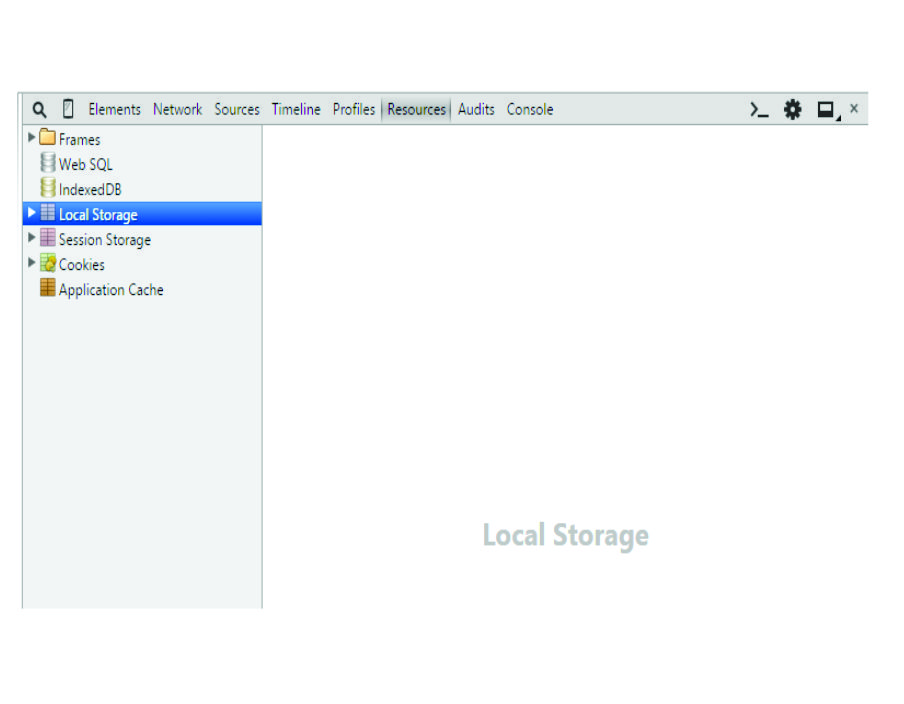 Elements Network Sources Timeline Profiles Resources Audits Console
Frames
Web SQL
IndexedDB
Local Storage
Session Storage
Cookies
Application Cache
Local Storage